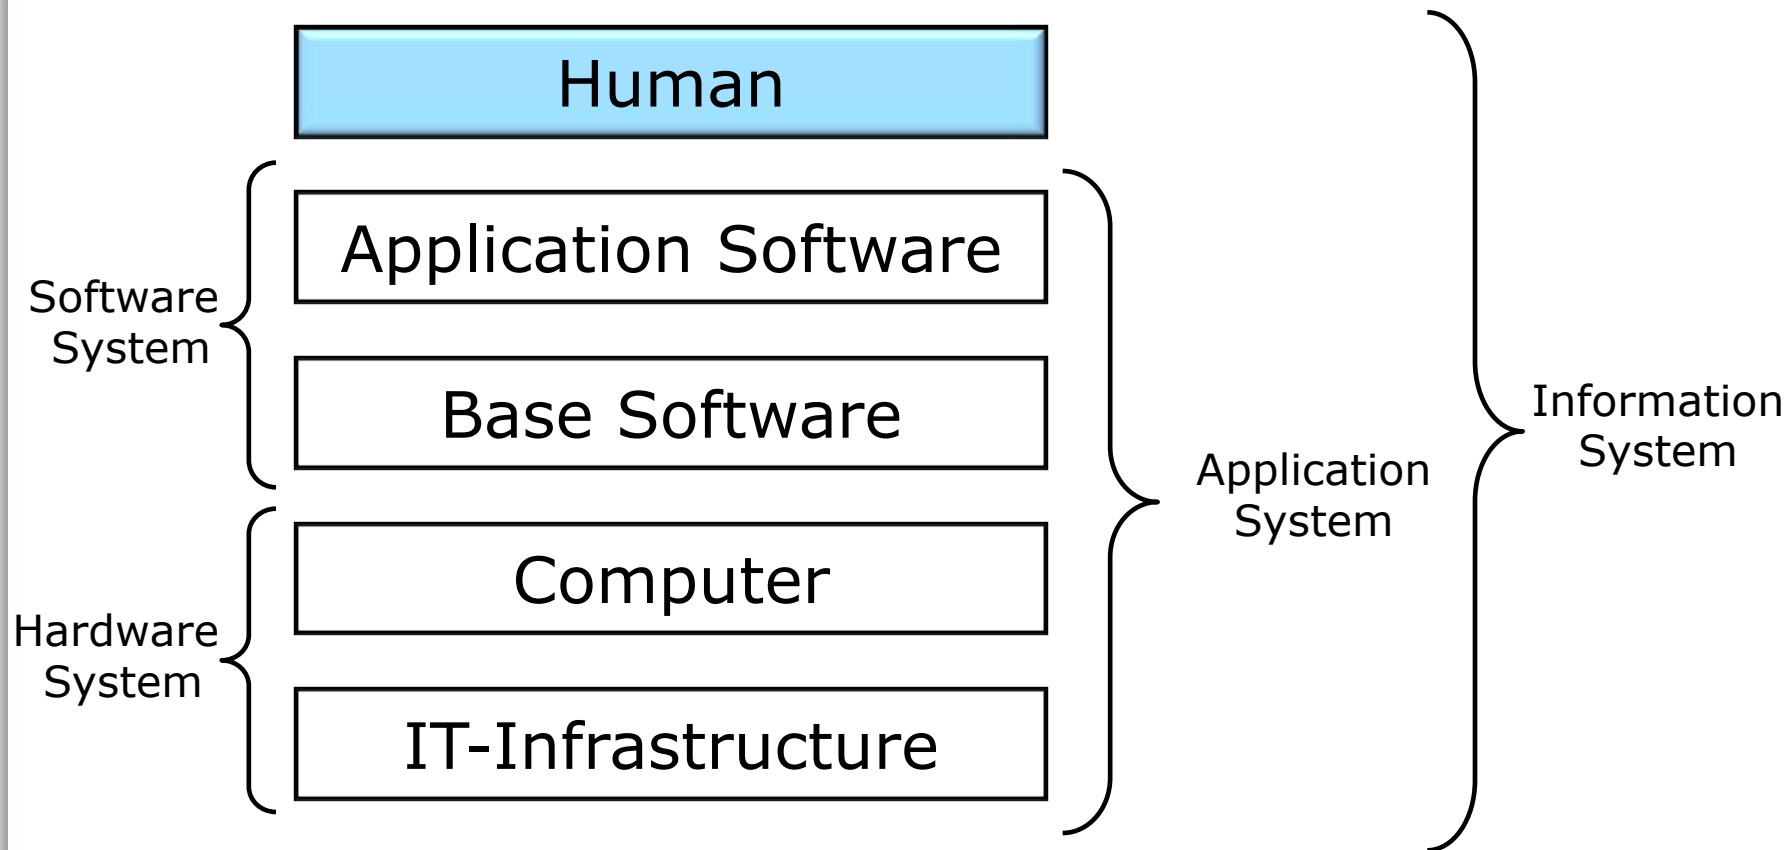 Human
Application Software
Software
System
Base Software
Information
System
Application
System
Computer
Hardware
System
IT-Infrastructure